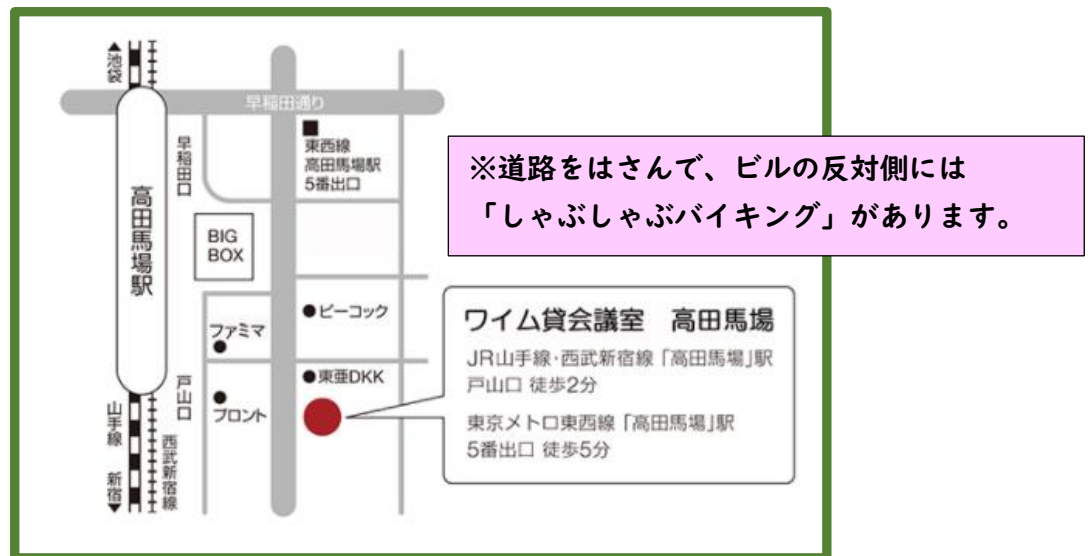 ▲池袋
早稲田通り
早稲田口
■
東西線
高田馬場駅
5番出口
※道路をはさんで、ビルの反対側には
「しゃぶしゃぶバイキング」があります。
高田馬場駅
BIG
BOX
●ピーコック
ファミマ
●
●東亜DKK
戸山口
●
プロント
ワイム貸会議室 高田馬場
JR山手線・西武新宿線「高田馬場」駅
戸山口 徒歩2分
東京メトロ東西線「高田馬場」駅
5番出口 徒歩5分
山手線
西武新宿線
新宿▼